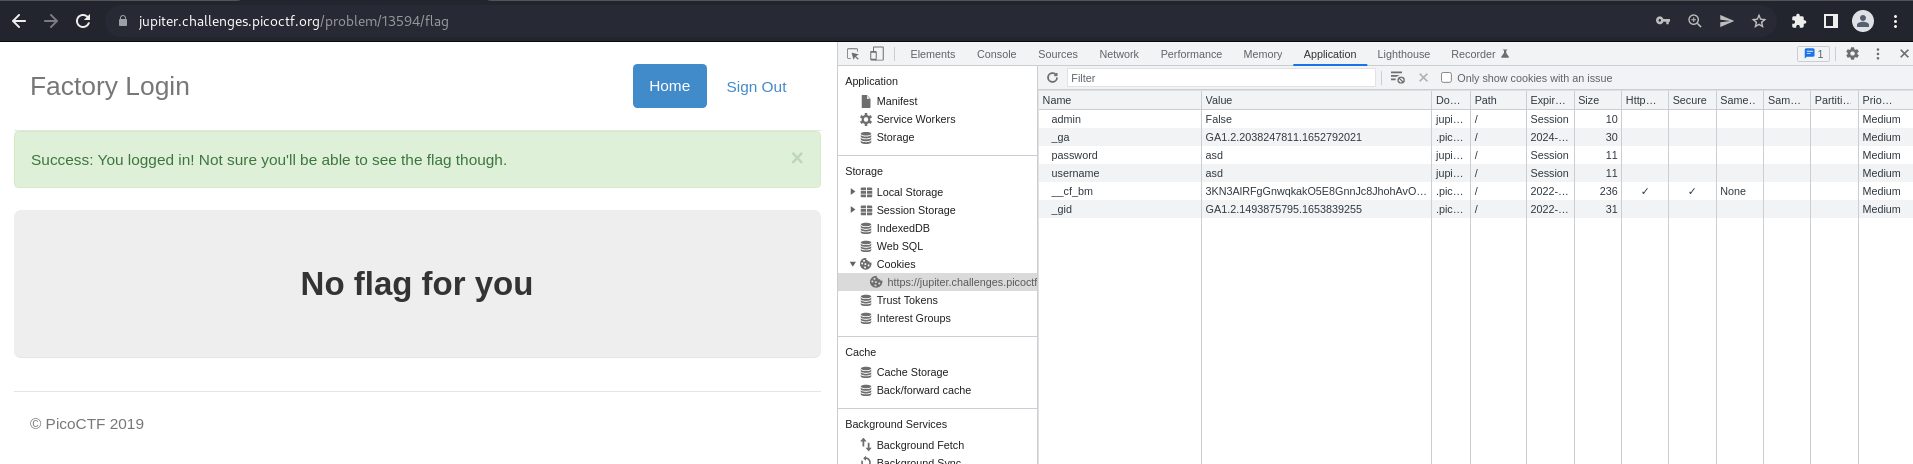 jupiter.challenges.picoctf.org/problem/13594/flag
Factory Login
Home
Sign Out
Success: You logged in! Not sure you'll be able to see the flag though.
×
No flag for you
© PicoCTF 2019
Elements Console Sources Network Performance Memory Application Lighthouse Recorder 1
Application
Manifest
Service Workers
Storage
Storage
Local Storage
Session Storage
IndexedDB
Web SQL
Cookies
https://jupiter.challenges.picoctf
Trust Tokens
Interest Groups
Cache
Cache Storage
Back/forward cache
Background Services
Background Fetch
Background Sync
Filter
Only show cookies with an issue
Name Value Do... Path Expir... Size Http... Secure Same... Sam... Partiti... Prio...
admin False jupi... / Session 10 Medium
_ga GA1.2.2038247811.1652792021 .pic... / 2024-... 30 Medium
password asd jupi... / Session 11 Medium
username asd jupi... / Session 11 Medium
__cf_bm 3KN3AlRFgGnwqkakO5E8GnnJc8JhohAvO... .pic... / 2022-... 236 ✓ ✓ None Medium
_gid GA1.2.1493875795.1653839255 .pic... / 2022-... 31 Medium